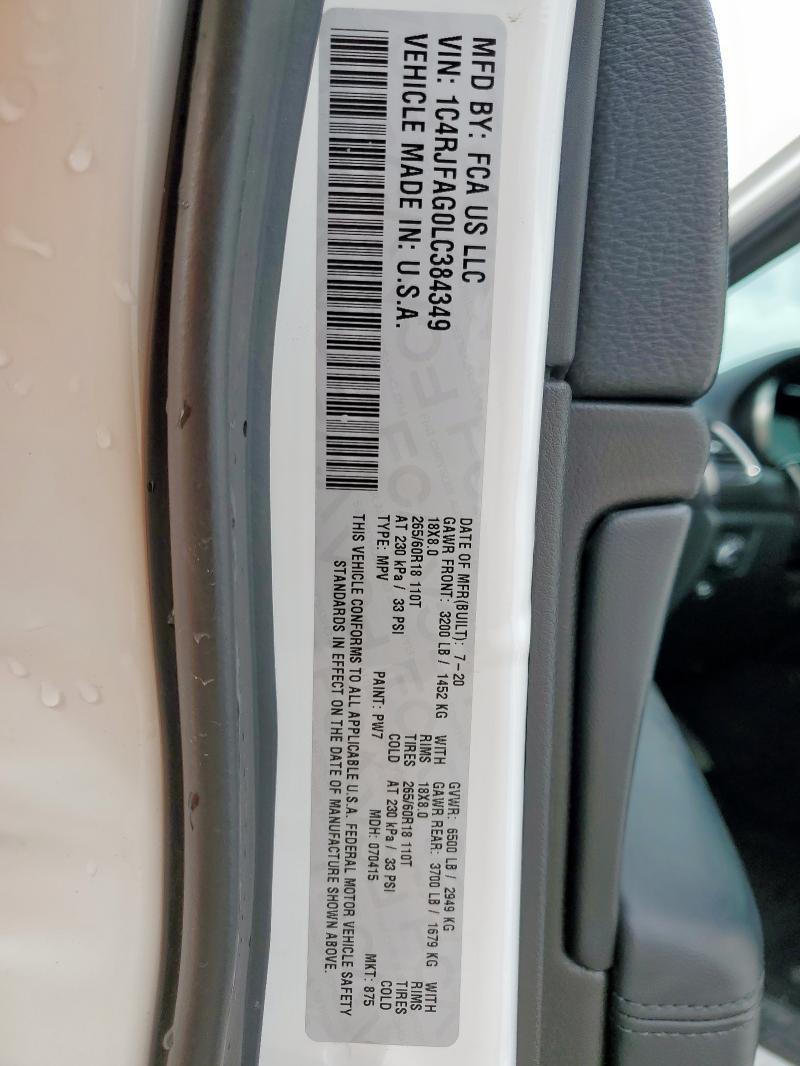 MFD BY: FCA US LLC
VIN: 1C4RJFAG0LC384349
VEHICLE MADE IN: U.S.A.
DATE OF MFR(BUILT): 7-20 GVWR: 6500 LB / 2949 KG
GAWR FRONT: 3200 LB / 1452 KG WITH GAWR REAR: 3700 LB / 1679 KG WITH
18X8.0 RIMS 18X8.0 RIMS
265/60R18 110T TIRES 265/60R18 110T TIRES
AT 230 kPa / 33 PSI COLD AT 230 kPa / 33 PSI COLD
TYPE: MPV PAINT: PW7 MDH: 070415 MKT: 875
THIS VEHICLE CONFORMS TO ALL APPLICABLE U.S.A. FEDERAL MOTOR VEHICLE SAFETY
STANDARDS IN EFFECT ON THE DATE OF MANUFACTURE SHOWN ABOVE.